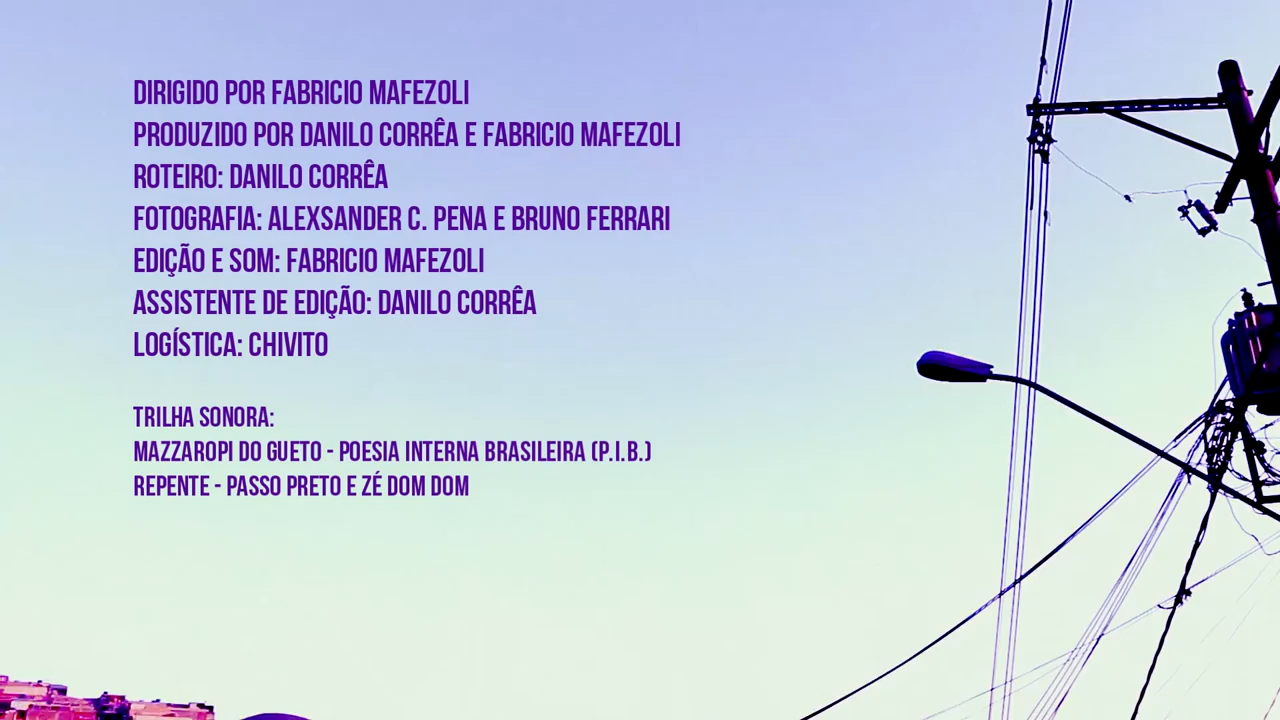 DIRIGIDO POR FABRICIO MAFEZOLI
PRODUZIDO POR DANILO CORRÊA E FABRICIO MAFEZOLI
ROTEIRO: DANILO CORRÊA
FOTOGRAFIA: ALEXSANDER C. PENA E BRUNO FERRARI
EDIÇÃO E SOM: FABRICIO MAFEZOLI
ASSISTENTE DE EDIÇÃO: DANILO CORRÊA
LOGÍSTICA: CHIVITO
TRILHA SONORA:
MAZZAROPI DO GUETO - POESIA INTERNA BRASILEIRA (P.I.B.)
REPENTE - PASSO PRETO E ZÉ DOM DOM